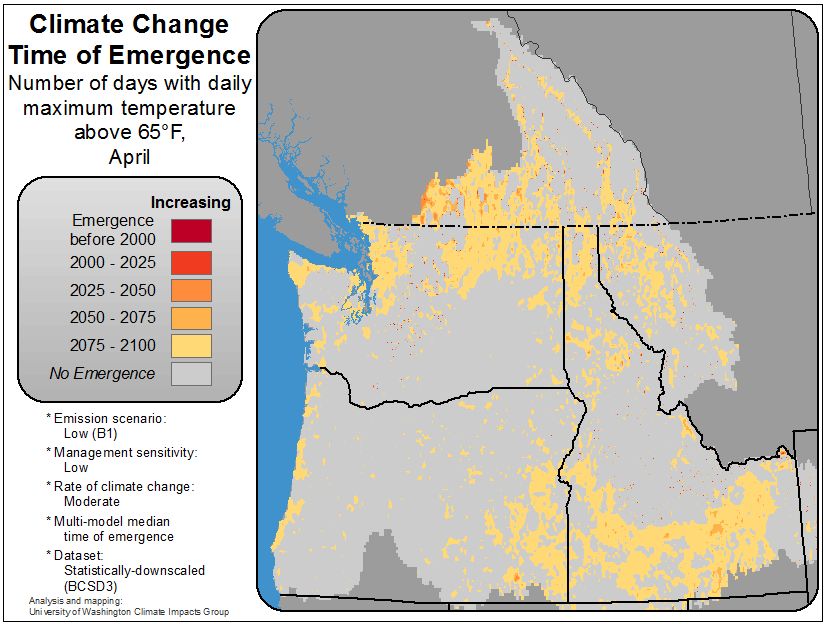 Climate Change
Time of Emergence
Number of days with daily
maximum temperature
above 65°F,
April
Increasing
Emergence
before 2000
2000 - 2025
2025 - 2050
2050 - 2075
2075 - 2100
No Emergence
* Emission scenario:
Low (B1)
* Management sensitivity:
Low
* Rate of climate change:
Moderate
* Multi-model median
time of emergence
* Dataset:
Statistically-downscaled
(BCSD3)
Analysis and mapping:
University of Washington Climate Impacts Group